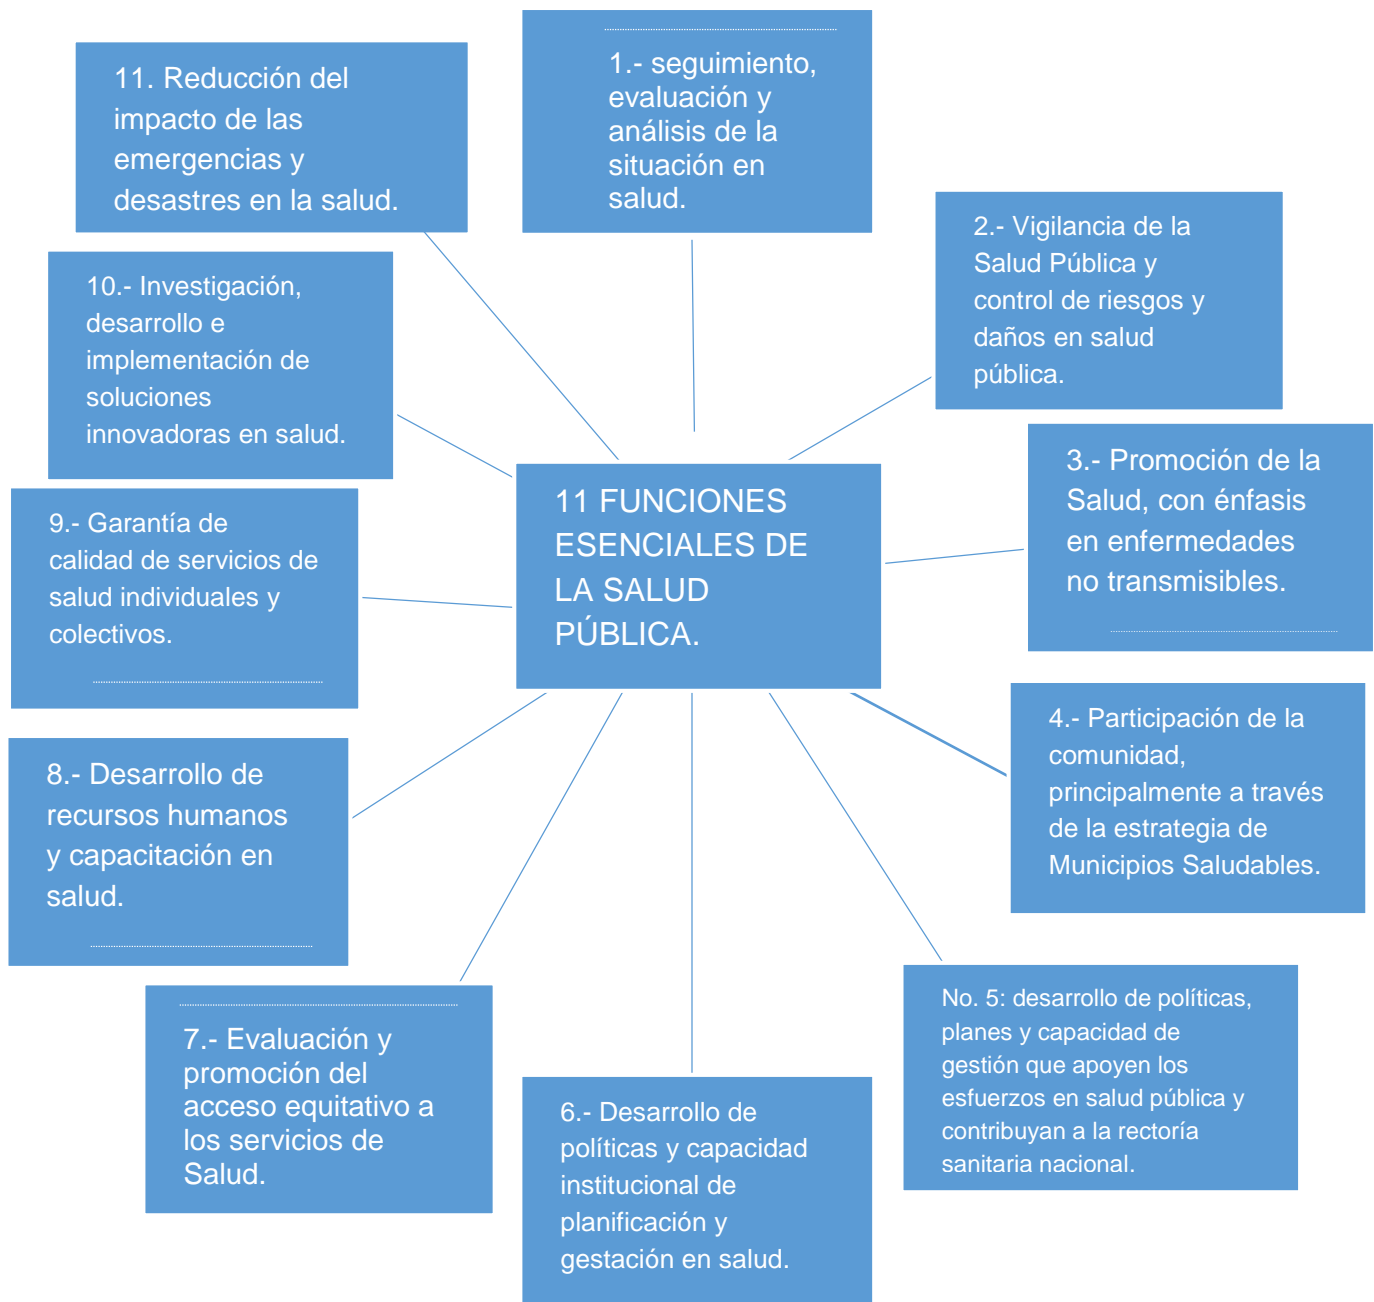 11 FUNCIONES
ESENCIALES DE
LA SALUD
PÚBLICA.
1.- seguimiento,
evaluación y
análisis de la
situación en
salud.
2.- Vigilancia de la
Salud Pública y
control de riesgos y
daños en salud
pública.
3.- Promoción de la
Salud, con énfasis
en enfermedades
no transmisibles.
4.- Participación de la
comunidad,
principalmente a través
de la estrategia de
Municipios Saludables.
No. 5: desarrollo de políticas,
planes y capacidad de
gestión que apoyen los
esfuerzos en salud pública y
contribuyan a la rectoría
sanitaria nacional.
6.- Desarrollo de
políticas y capacidad
institucional de
planificación y
gestación en salud.
7.- Evaluación y
promoción del
acceso equitativo a
los servicios de
Salud.
8.- Desarrollo de
recursos humanos
y capacitación en
salud.
9.- Garantía de
calidad de servicios de
salud individuales y
colectivos.
10.- Investigación,
desarrollo e
implementación de
soluciones
innovadoras en salud.
11. Reducción del
impacto de las
emergencias y
desastres en la salud.